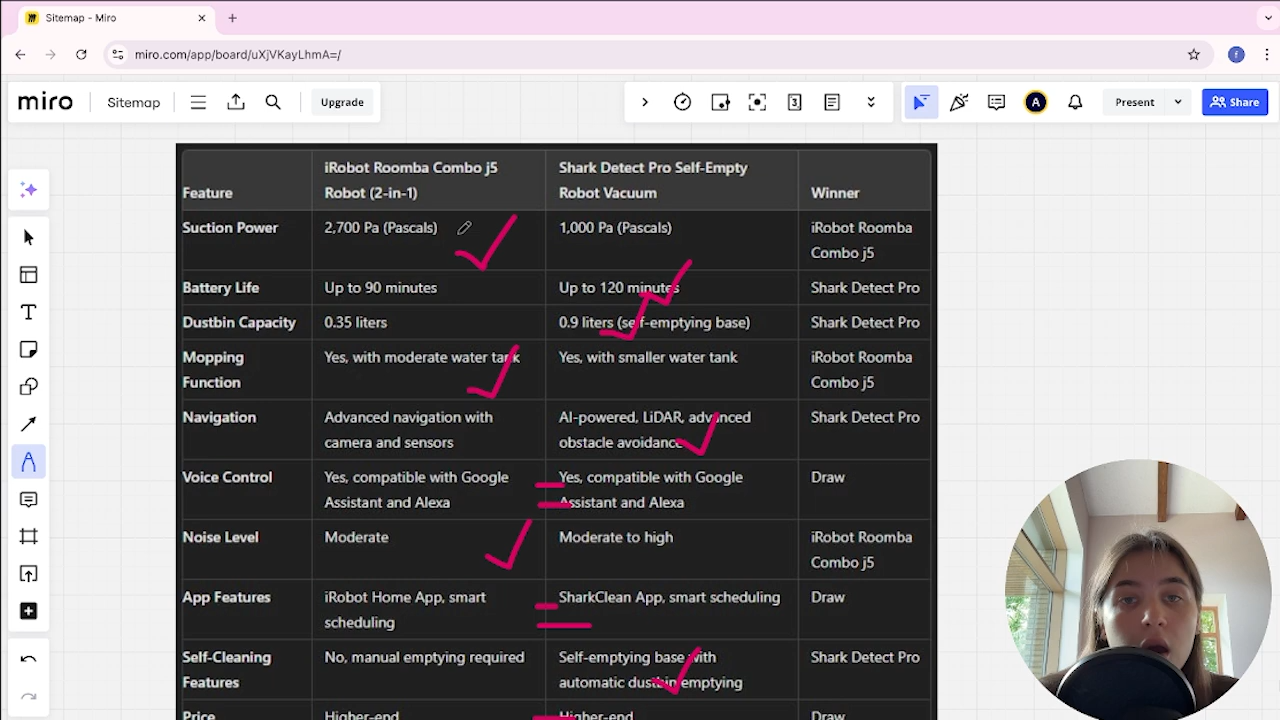 Sitemap - Miro
miro.com/app/board/uXjVKayLhmA=/
f
miro
Sitemap
Upgrade
3
A
Present
Share
Feature
iRobot Roomba Combo j5
Robot (2-in-1)
Shark Detect Pro Self-Empty
Robot Vacuum
Winner
Suction Power
2,700 Pa (Pascals)
1,000 Pa (Pascals)
iRobot Roomba
Combo j5
Battery Life
Up to 90 minutes
Up to 120 minutes
Shark Detect Pro
Dustbin Capacity
0.35 liters
0.9 liters (self-emptying base)
Shark Detect Pro
Mopping
Function
Yes, with moderate water tank
Yes, with smaller water tank
iRobot Roomba
Combo j5
Navigation
Advanced navigation with
camera and sensors
AI-powered, LiDAR, advanced
obstacle avoidance
Shark Detect Pro
Voice Control
Yes, compatible with Google
Assistant and Alexa
Yes, compatible with Google
Assistant and Alexa
Draw
Noise Level
Moderate
Moderate to high
iRobot Roomba
Combo j5
App Features
iRobot Home App, smart
scheduling
SharkClean App, smart scheduling
Draw
Self-Cleaning
Features
No, manual emptying required
Self-emptying base with
automatic dustbin emptying
Shark Detect Pro
Price
Higher-end
Higher-end
Draw